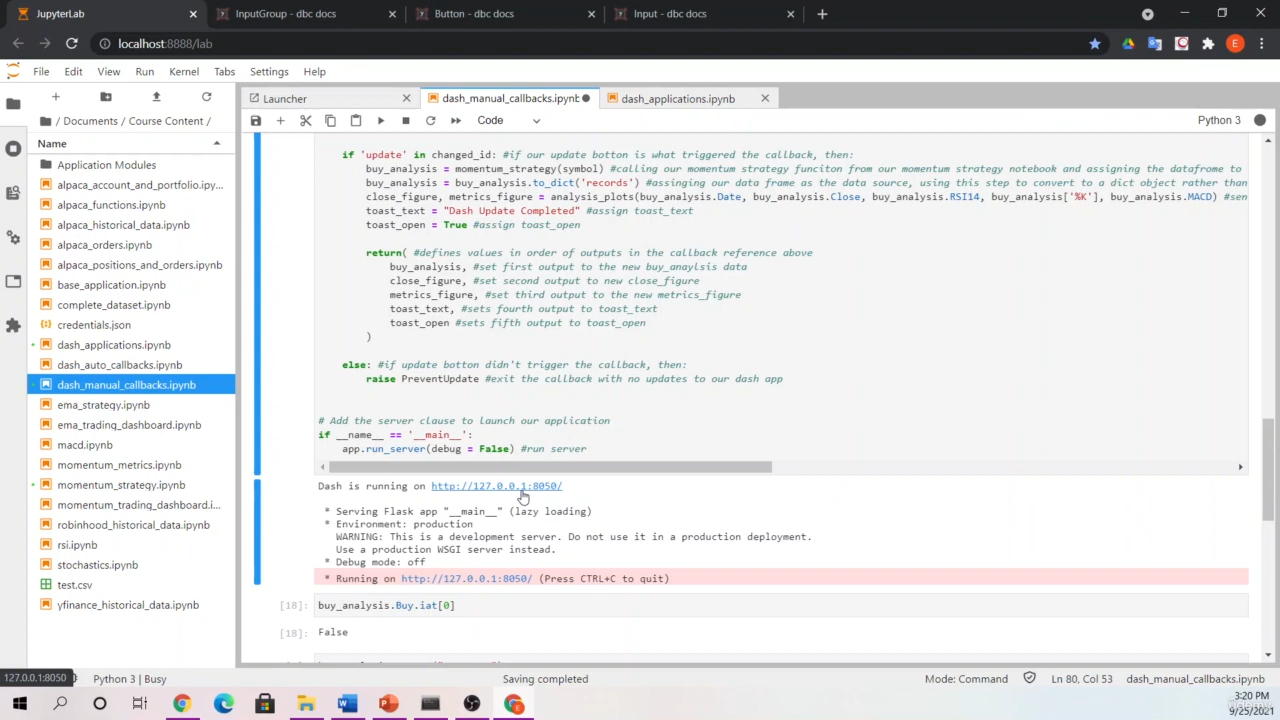 JupyterLab
InputGroup - dbc docs
Button - dbc docs
Input - dbc docs
localhost:8888/lab
E
File Edit View Run Kernel Tabs Settings Help
Launcher
dash_manual_callbacks.ipynb
dash_applications.ipynb
/ Documents / Course Content /
Code
Python 3
Name
Application Modules
alpaca_account_and_portfolio.ipy...
alpaca_functions.ipynb
alpaca_historical_data.ipynb
alpaca_orders.ipynb
alpaca_positions_and_orders.ipynb
base_application.ipynb
complete_dataset.ipynb
credentials.json
dash_applications.ipynb
dash_auto_callbacks.ipynb
dash_manual_callbacks.ipynb
ema_strategy.ipynb
ema_trading_dashboard.ipynb
macd.ipynb
momentum_metrics.ipynb
momentum_strategy.ipynb
momentum_trading_dashboard.i...
robinhood_historical_data.ipynb
rsi.ipynb
stochastics.ipynb
test.csv
yfinance_historical_data.ipynb
if 'update' in changed_id: #if our update botton is what triggered the callback, then:
buy_analysis = momentum_strategy(symbol) #calling our momentum strategy funciton from our momentum strategy notebook and assigning the dataframe to
buy_analysis = buy_analysis.to_dict('records') #assinging our data frame as the data source, using this step to convert to a dict object rather than
close_figure, metrics_figure = analysis_plots(buy_analysis.Date, buy_analysis.Close, buy_analysis.RSI14, buy_analysis['%K'], buy_analysis.MACD) #sen
toast_text = "Dash Update Completed" #assign toast_text
toast_open = True #assign toast_open
return( #defines values in order of outputs in the callback reference above
buy_analysis, #set first output to the new buy_anaylsis data
close_figure, #set second output to new close_figure
metrics_figure, #set third output to the new metrics_figure
toast_text, #sets fourth output to toast_text
toast_open #sets fifth output to toast_open
)
else: #if update botton didn't trigger the callback, then:
raise PreventUpdate #exit the callback with no updates to our dash app
# Add the server clause to launch our application
if __name__ == '__main__':
app.run_server(debug = False) #run server
Dash is running on http://127.0.0.1:8050/
* Serving Flask app "__main__" (lazy loading)
* Environment: production
WARNING: This is a development server. Do not use it in a production deployment.
Use a production WSGI server instead.
* Debug mode: off
* Running on http://127.0.0.1:8050/ (Press CTRL+C to quit)
[18]: buy_analysis.Buy.iat[0]
[18]: False
127.0.0.1:8050
Python 3 | Busy
Saving completed
Mode: Command
Ln 80, Col 53
dash_manual_callbacks.ipynb
3:20 PM
9/25/2021